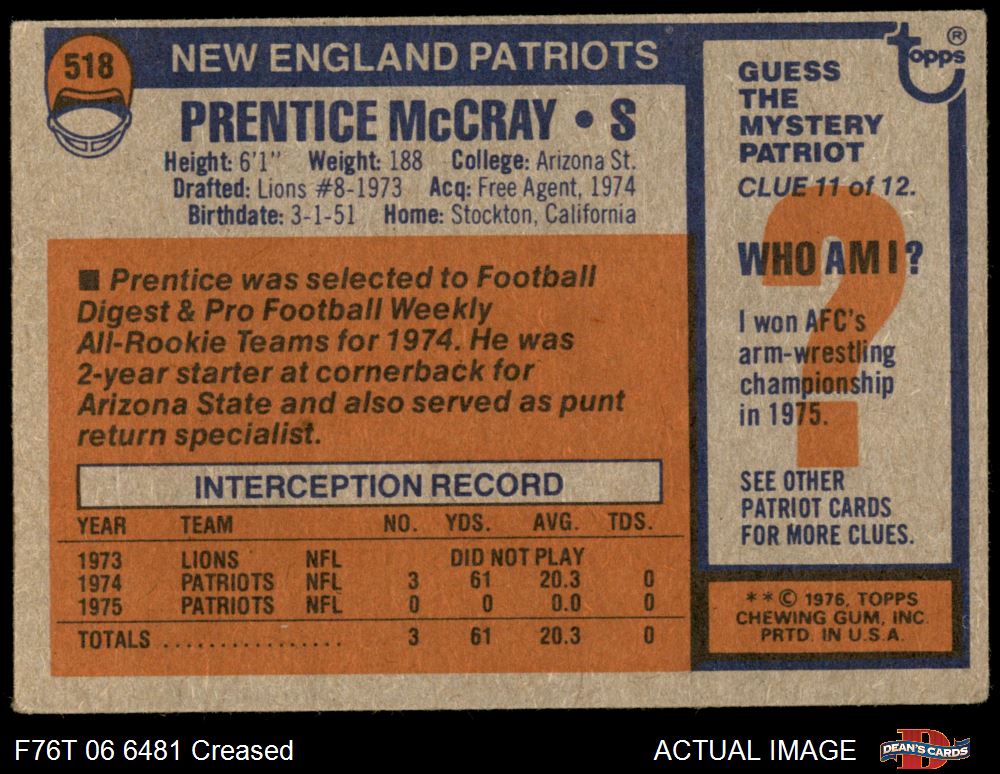 518
NEW ENGLAND PATRIOTS
PRENTICE McCRAY • S
Height: 6'1" Weight: 188 College: Arizona St.
Drafted: Lions #8-1973 Acq: Free Agent, 1974
Birthdate: 3-1-51 Home: Stockton, California
■ Prentice was selected to Football
Digest & Pro Football Weekly
All-Rookie Teams for 1974. He was
2-year starter at cornerback for
Arizona State and also served as punt
return specialist.
INTERCEPTION RECORD
YEAR TEAM NO. YDS. AVG. TDS.
1973 LIONS NFL DID NOT PLAY
1974 PATRIOTS NFL 3 61 20.3 0
1975 PATRIOTS NFL 0 0 0.0 0
TOTALS ................. 3 61 20.3 0
topps ®
GUESS
THE
MYSTERY
PATRIOT
CLUE 11 of 12.
?
WHO AM I?
I won AFC's
arm-wrestling
championship
in 1975.
SEE OTHER
PATRIOT CARDS
FOR MORE CLUES.
**© 1976, TOPPS
CHEWING GUM, INC.
PRTD. IN U.S.A.
F76T 06 6481 Creased
ACTUAL IMAGE
DEAN'S CARDS